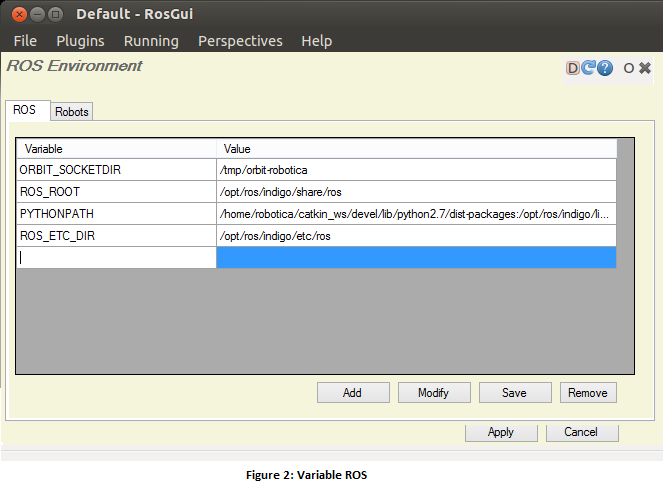 Default - RosGui
File Plugins Running Perspectives Help
ROS Environment
D ? O
ROS Robots
Variable Value
ORBIT_SOCKETDIR /tmp/orbit-robotica
ROS_ROOT /opt/ros/indigo/share/ros
PYTHONPATH /home/robotica/catkin_ws/devel/lib/python2.7/dist-packages:/opt/ros/indigo/li...
ROS_ETC_DIR /opt/ros/indigo/etc/ros
Add Modify Save Remove
Apply Cancel
Figure 2: Variable ROS